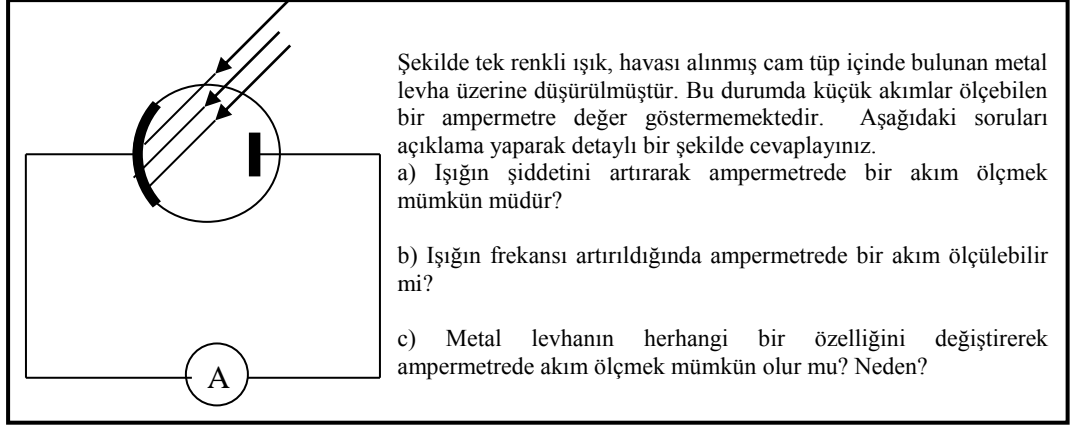 Şekilde tek renkli ışık, havası alınmış cam tüp içinde bulunan metal
levha üzerine düşürülmüştür. Bu durumda küçük akımlar ölçebilen
bir ampermetre değer göstermemektedir. Aşağıdaki soruları
açıklama yaparak detaylı bir şekilde cevaplayınız.
a) Işığın şiddetini artırarak ampermetrede bir akım ölçmek
mümkün müdür?
b) Işığın frekansı artırıldığında ampermetrede bir akım ölçülebilir
mi?
c) Metal levhanın herhangi bir özelliğini değiştirerek
ampermetrede akım ölçmek mümkün olur mu? Neden?
A